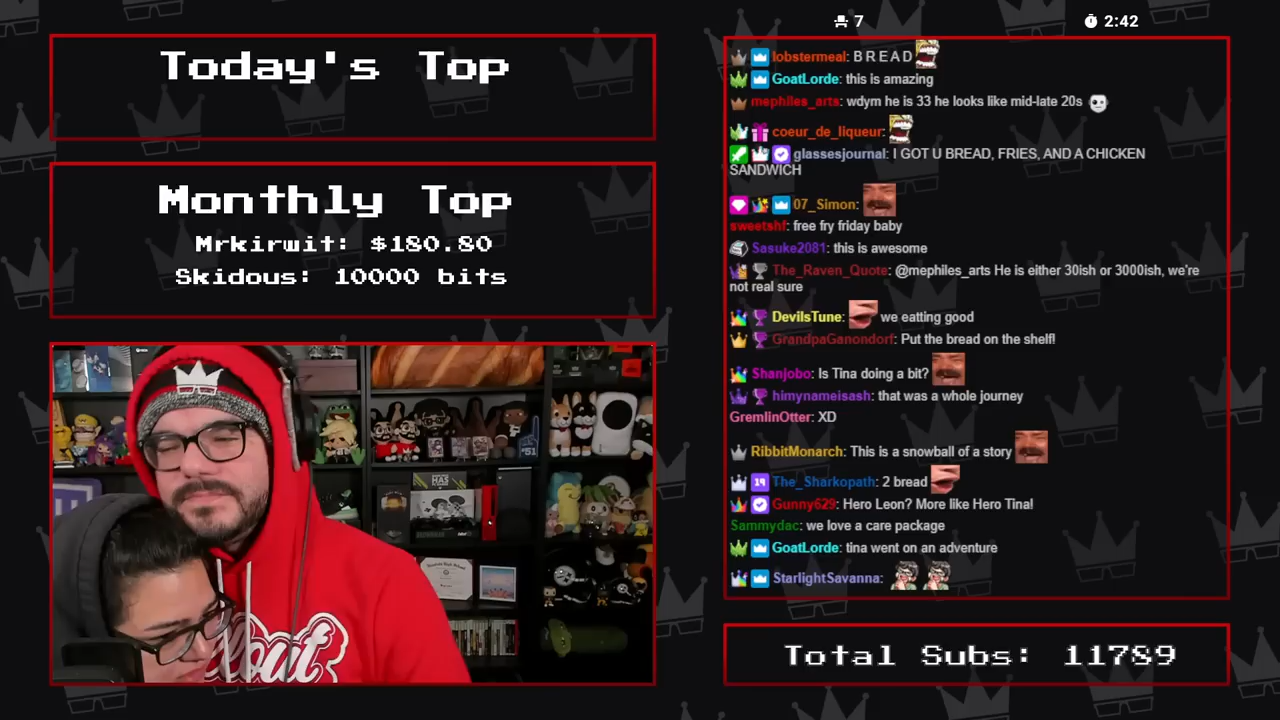 Today's Top
Monthly Top
Mrkirwit: $180.80
Skidous: 10000 bits
7
2:42
lobstermeal: B R E A D
GoatLorde: this is amazing
mephiles_arts: wdym he is 33 he looks like mid-late 20s
coeur_de_liqueur:
glassesjournal: I GOT U BREAD, FRIES, AND A CHICKEN
SANDWICH
07_Simon:
sweetshf: free fry friday baby
Sasuke2081: this is awesome
The_Raven_Quote: @mephiles_arts He is either 30ish or 3000ish, we're
not real sure
DevilsTune: we eatting good
GrandpaGanondorf: Put the bread on the shelf!
Shanjobo: Is Tina doing a bit?
himynameisash: that was a whole journey
GremlinOtter: XD
RibbitMonarch: This is a snowball of a story
The_Sharkopath: 2 bread
Gunny629: Hero Leon? More like Hero Tina!
Sammydac: we love a care package
GoatLorde: tina went on an adventure
StarlightSavanna:
Total Subs: 11789